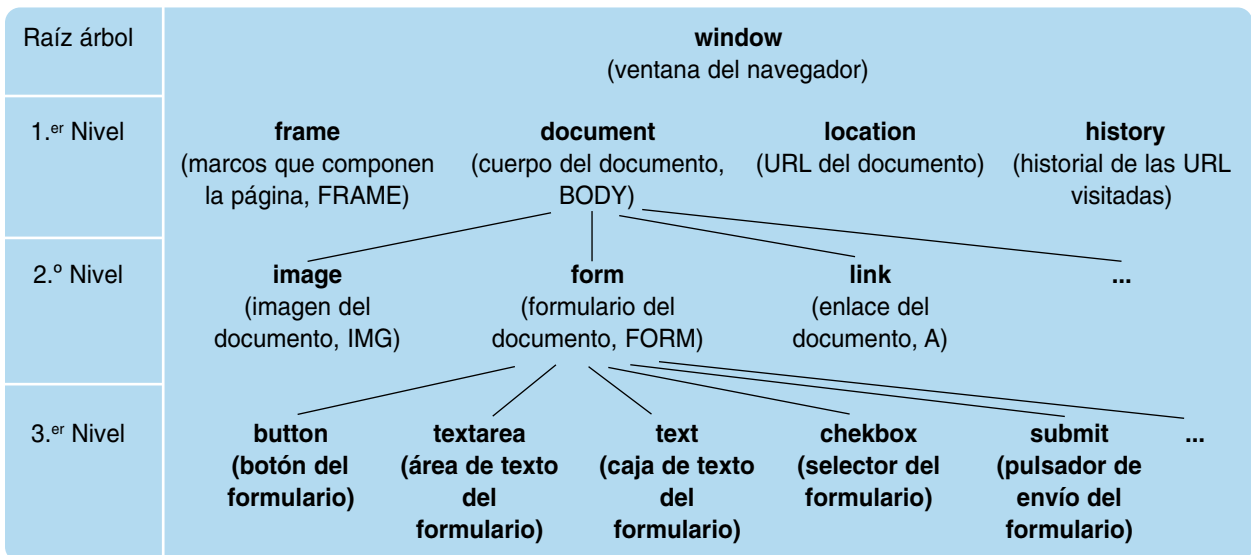 Raíz árbol
window
(ventana del navegador)
1.er Nivel
frame
(marcos que componen
la página, FRAME)
document
(cuerpo del documento,
BODY)
location
(URL del documento)
history
(historial de las URL
visitadas)
2.º Nivel
image
(imagen del
documento, IMG)
form
(formulario del
documento, FORM)
link
(enlace del
documento, A)
...
3.er Nivel
button
(botón del
formulario)
textarea
(área de texto
del
formulario)
text
(caja de texto
del
formulario)
chekbox
(selector del
formulario)
submit
(pulsador de
envío del
formulario)
...